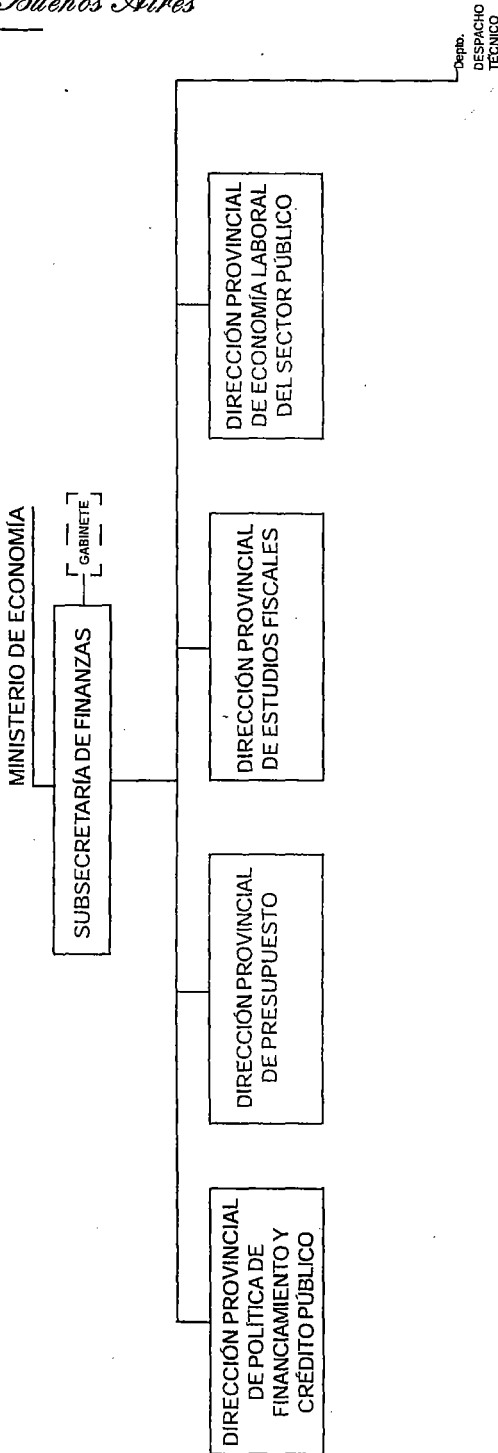 Buenos Aires
MINISTERIO DE ECONOMÍA
SUBSECRETARÍA DE FINANZAS
GABINETE
DIRECCIÓN PROVINCIAL
DE POLÍTICA DE
FINANCIAMIENTO Y
CRÉDITO PÚBLICO
DIRECCIÓN PROVINCIAL
DE PRESUPUESTO
DIRECCIÓN PROVINCIAL
DE ESTUDIOS FISCALES
DIRECCIÓN PROVINCIAL
DE ECONOMÍA LABORAL
DEL SECTOR PÚBLICO
Depto.
DESPACHO
TÉCNICO